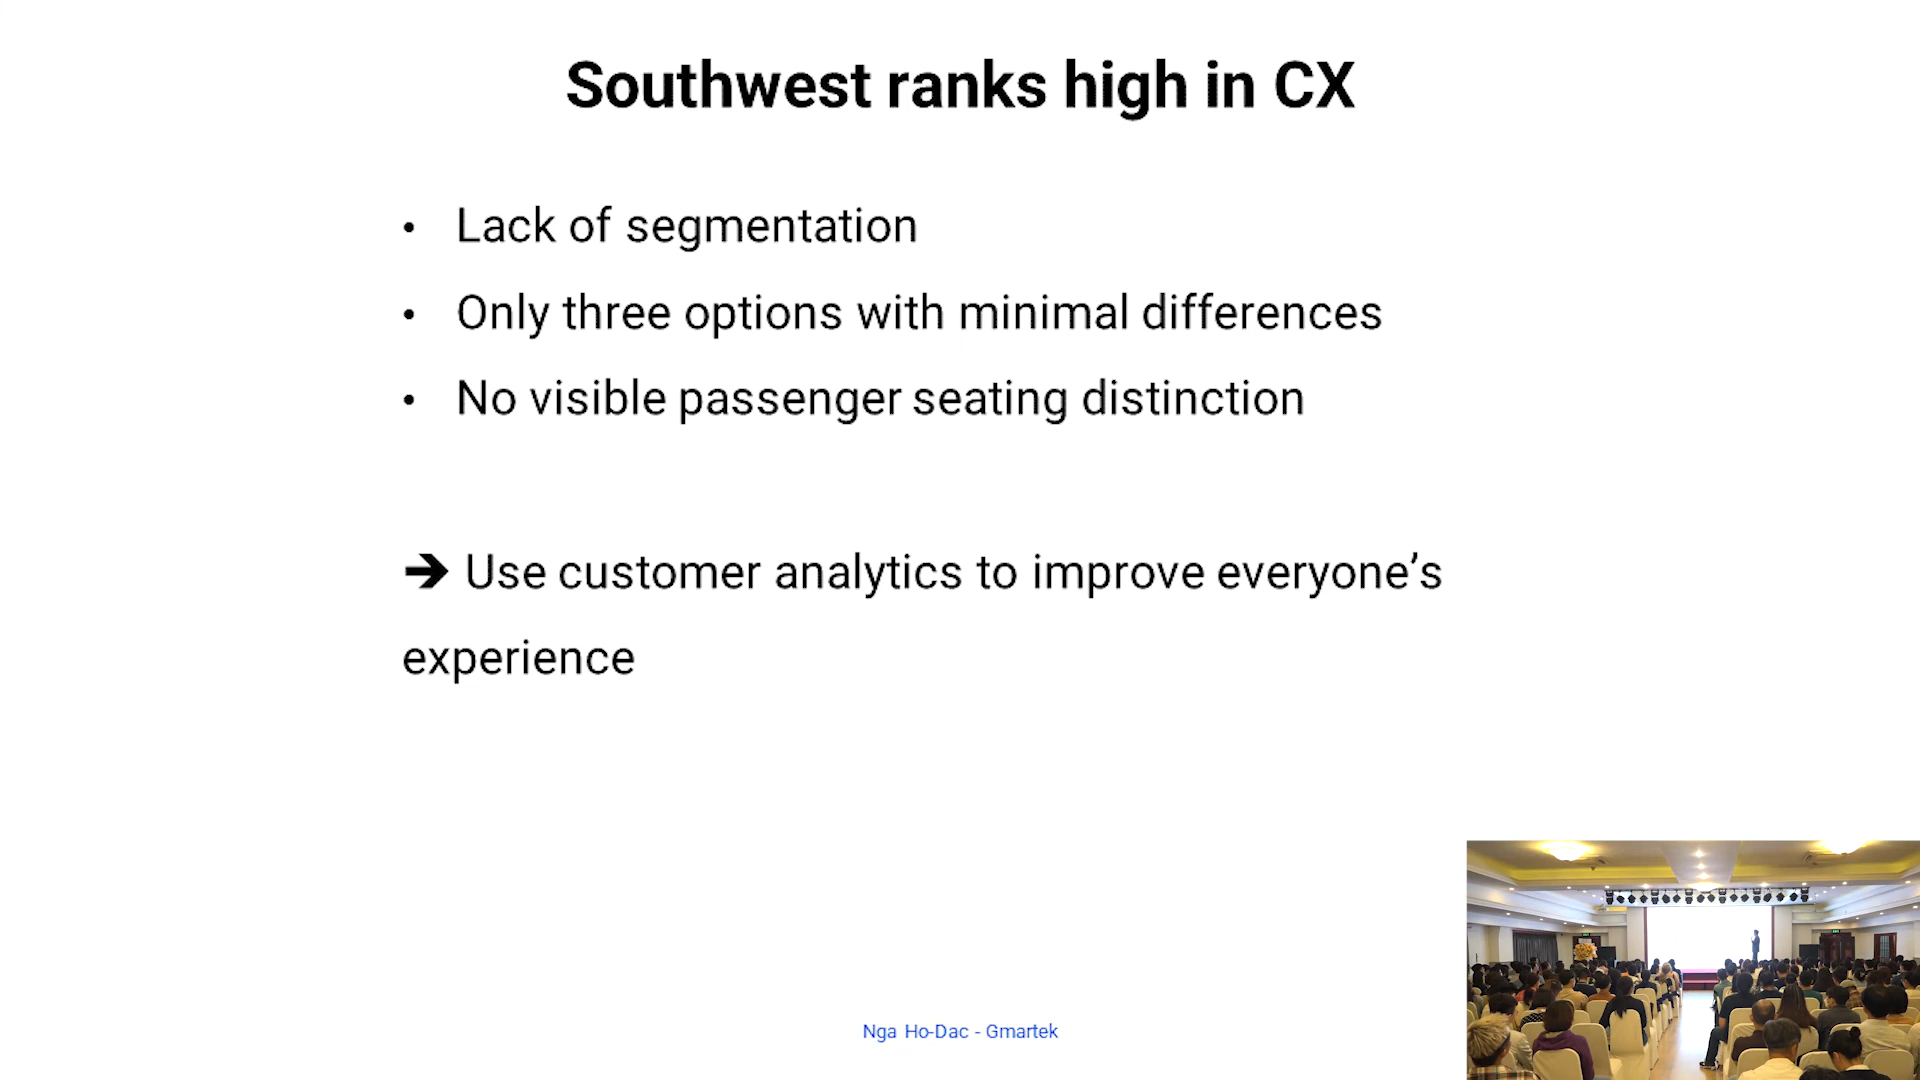 Southwest ranks high in CX
• Lack of segmentation
• Only three options with minimal differences
• No visible passenger seating distinction
➔ Use customer analytics to improve everyone’s
experience
Nga Ho-Dac - Gmartek